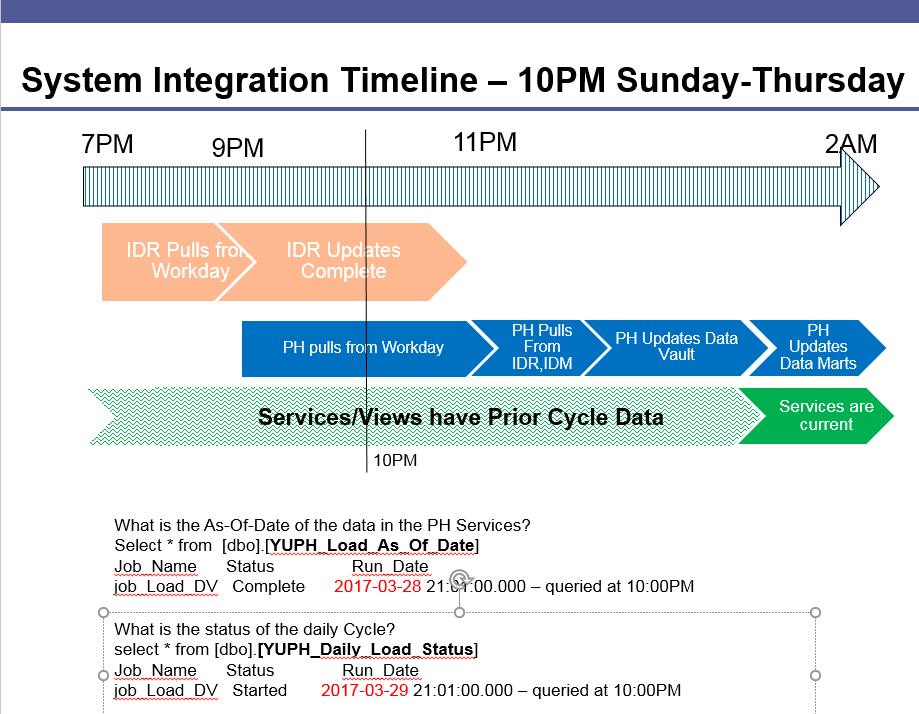 System Integration Timeline – 10PM Sunday-Thursday
7PM
9PM
11PM
2AM
IDR Pulls from
Workday
IDR Updates
Complete
PH pulls from Workday
PH Pulls
From
IDR,IDM
PH Updates Data
Vault
PH
Updates
Data Marts
Services/Views have Prior Cycle Data
Services are
current
10PM
What is the As-Of-Date of the data in the PH Services?
Select * from [dbo].[YUPH_Load_As_Of_Date]
Job_Name Status Run_Date
job_Load_DV Complete 2017-03-28 21:01:00.000 – queried at 10:00PM
What is the status of the daily Cycle?
select * from [dbo].[YUPH_Daily_Load_Status]
Job_Name Status Run_Date
job_Load_DV Started 2017-03-29 21:01:00.000 – queried at 10:00PM